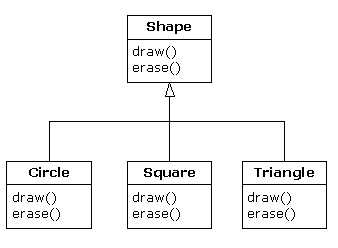 Shape
draw()
erase()
Circle
draw()
erase()
Square
draw()
erase()
Triangle
draw()
erase()